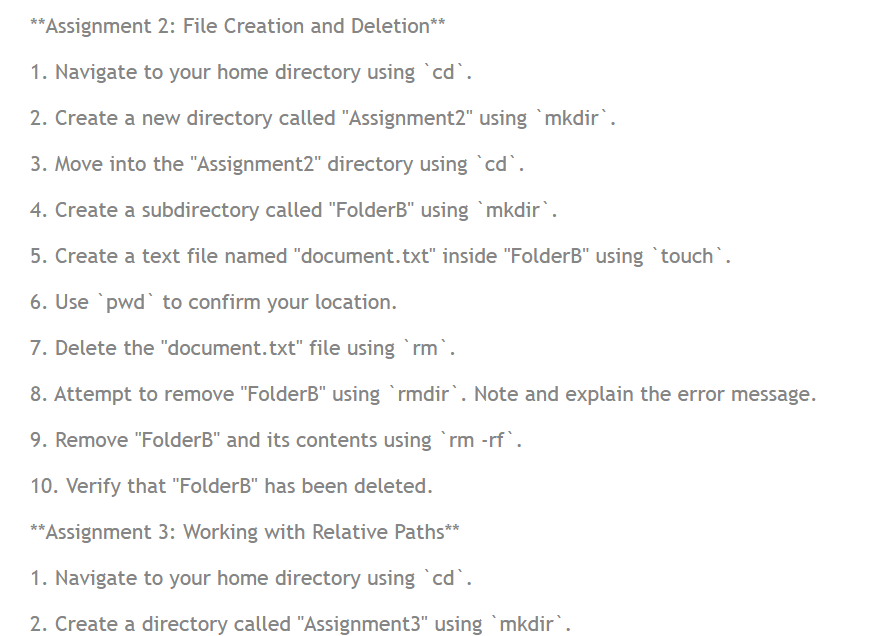 **Assignment 2: File Creation and Deletion**
1. Navigate to your home directory using `cd`.
2. Create a new directory called "Assignment2" using `mkdir`.
3. Move into the "Assignment2" directory using `cd`.
4. Create a subdirectory called "FolderB" using `mkdir`.
5. Create a text file named "document.txt" inside "FolderB" using `touch`.
6. Use `pwd` to confirm your location.
7. Delete the "document.txt" file using `rm`.
8. Attempt to remove "FolderB" using `rmdir`. Note and explain the error message.
9. Remove "FolderB" and its contents using `rm -rf`.
10. Verify that "FolderB" has been deleted.
**Assignment 3: Working with Relative Paths**
1. Navigate to your home directory using `cd`.
2. Create a directory called "Assignment3" using `mkdir`.